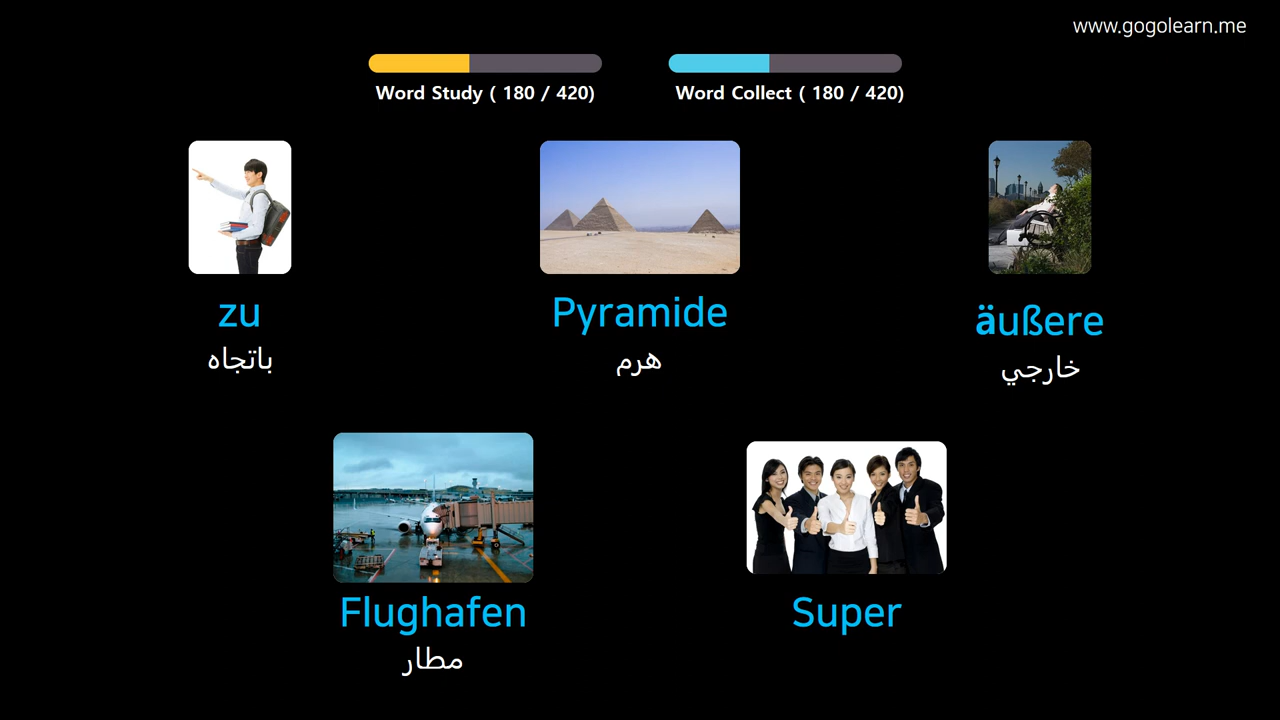 www.gogolearn.me
Word Study ( 180 / 420)
Word Collect ( 180 / 420)
zu
باتجاه
Pyramide
هرم
äußere
خارجي
Flughafen
مطار
Super